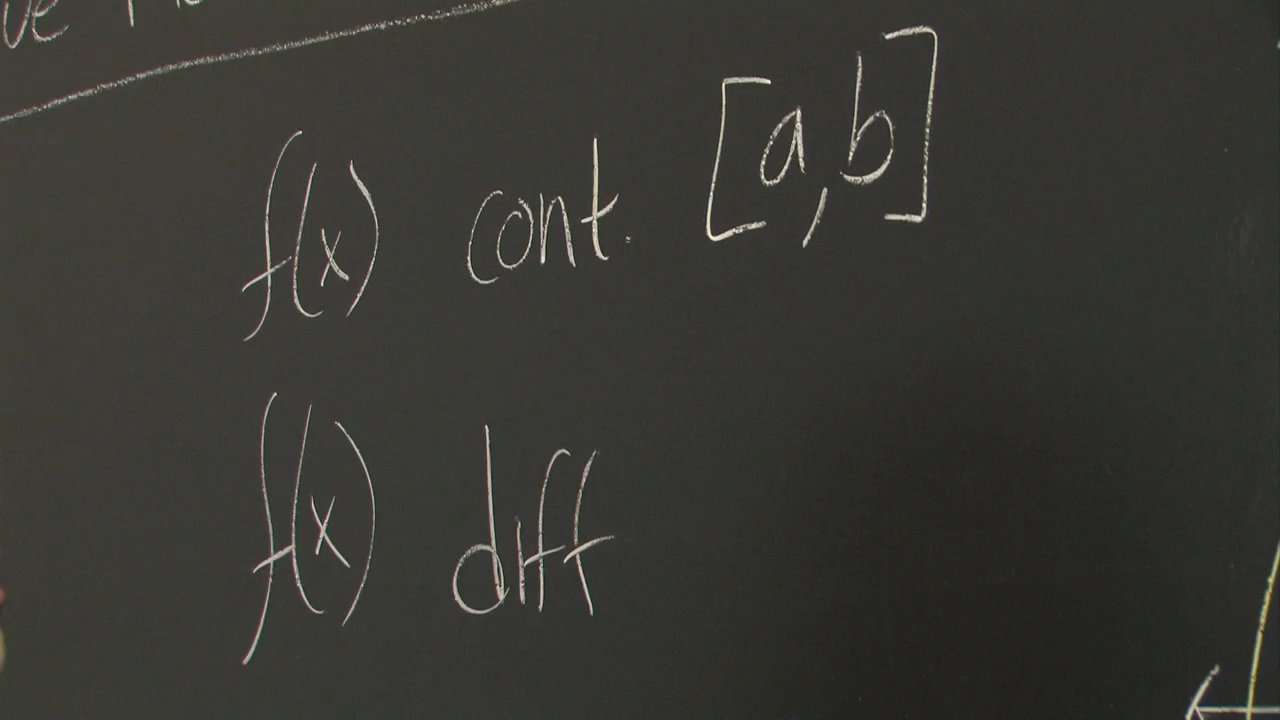 f(x) cont. [a,b]
f(x) diff